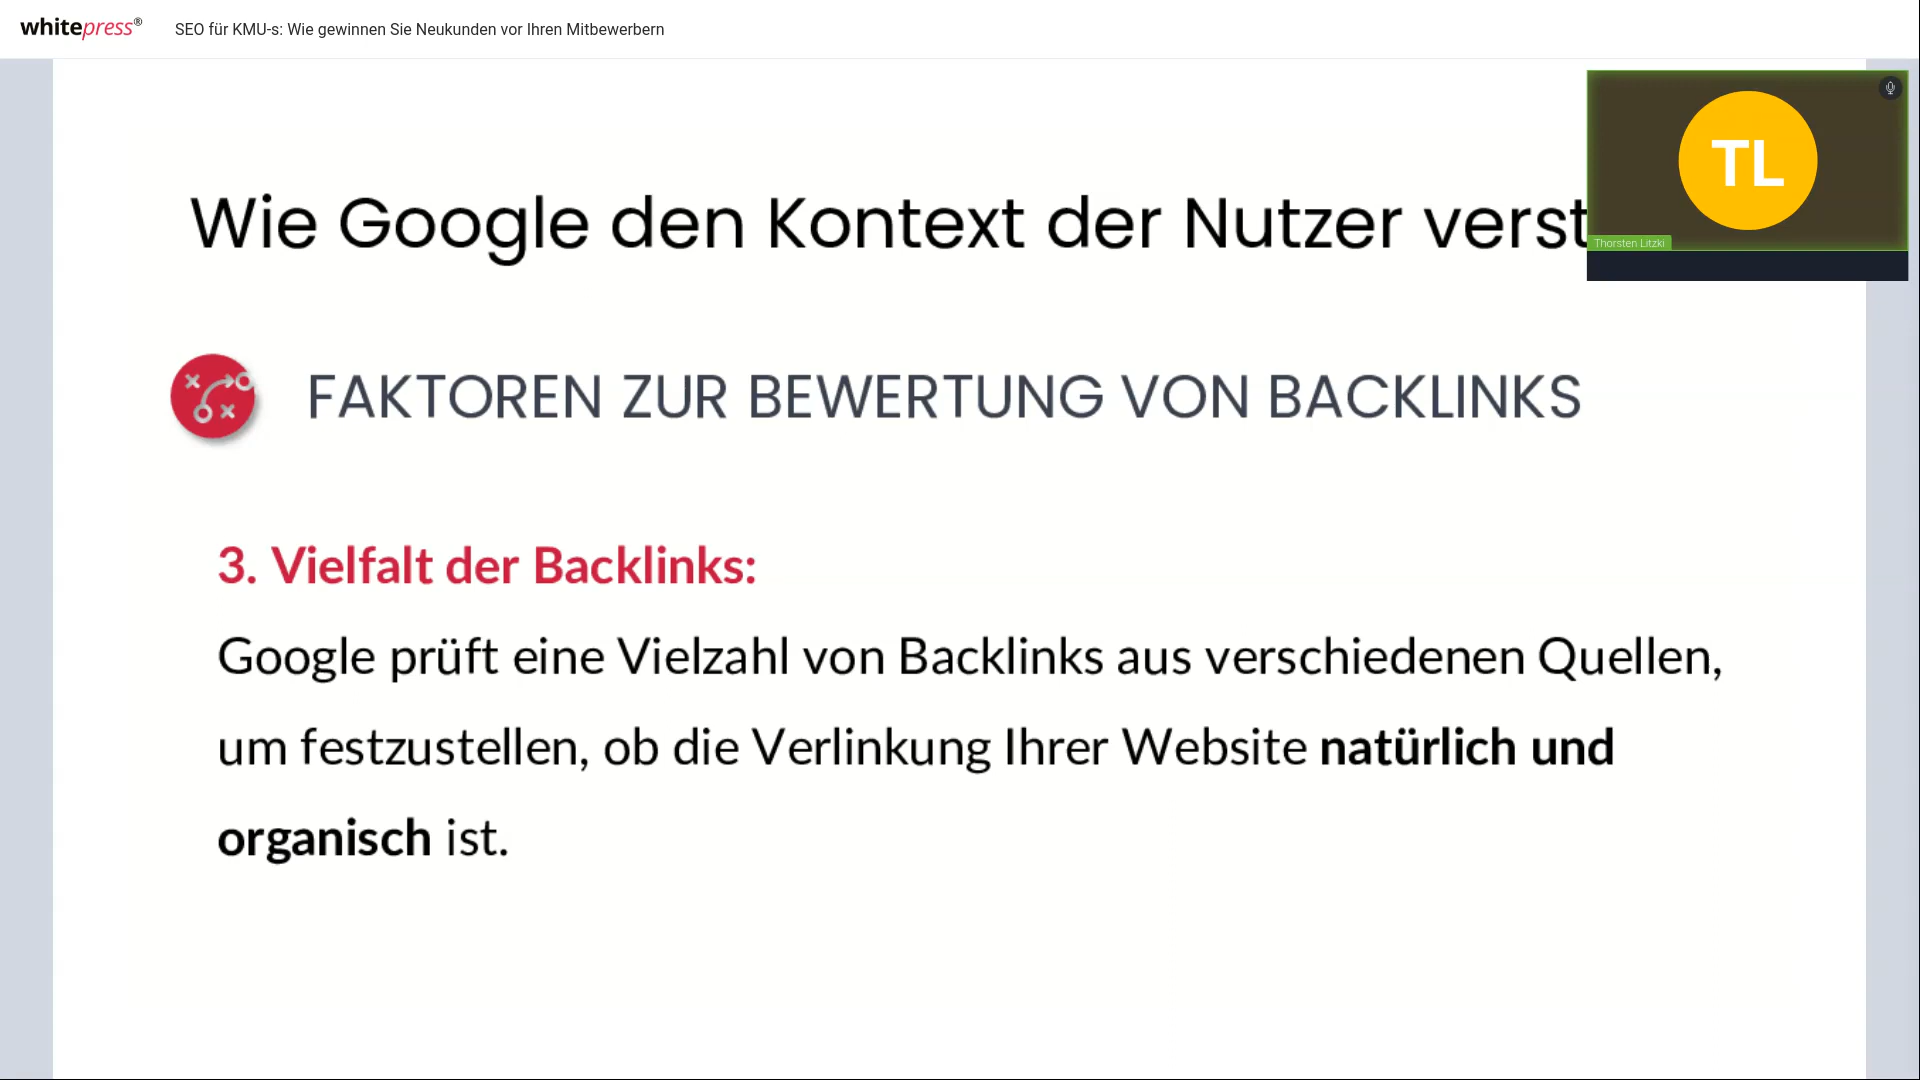 whitepress®
SEO für KMU-s: Wie gewinnen Sie Neukunden vor Ihren Mitbewerbern
TL
Thorsten Litzki
Wie Google den Kontext der Nutzer verst
FAKTOREN ZUR BEWERTUNG VON BACKLINKS
3. Vielfalt der Backlinks:
Google prüft eine Vielzahl von Backlinks aus verschiedenen Quellen,
um festzustellen, ob die Verlinkung Ihrer Website natürlich und
organisch ist.